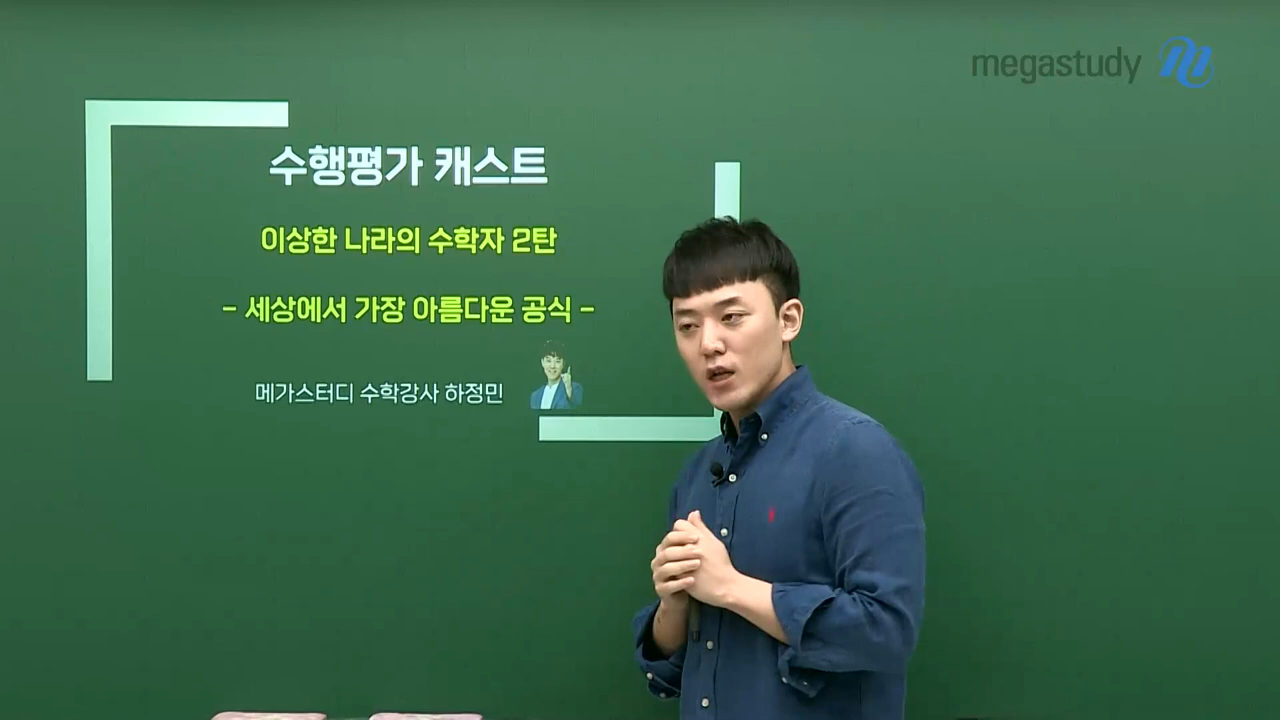 megastudy
수행평가 캐스트
이상한 나라의 수학자 2탄
- 세상에서 가장 아름다운 공식 -
메가스터디 수학강사 하정민